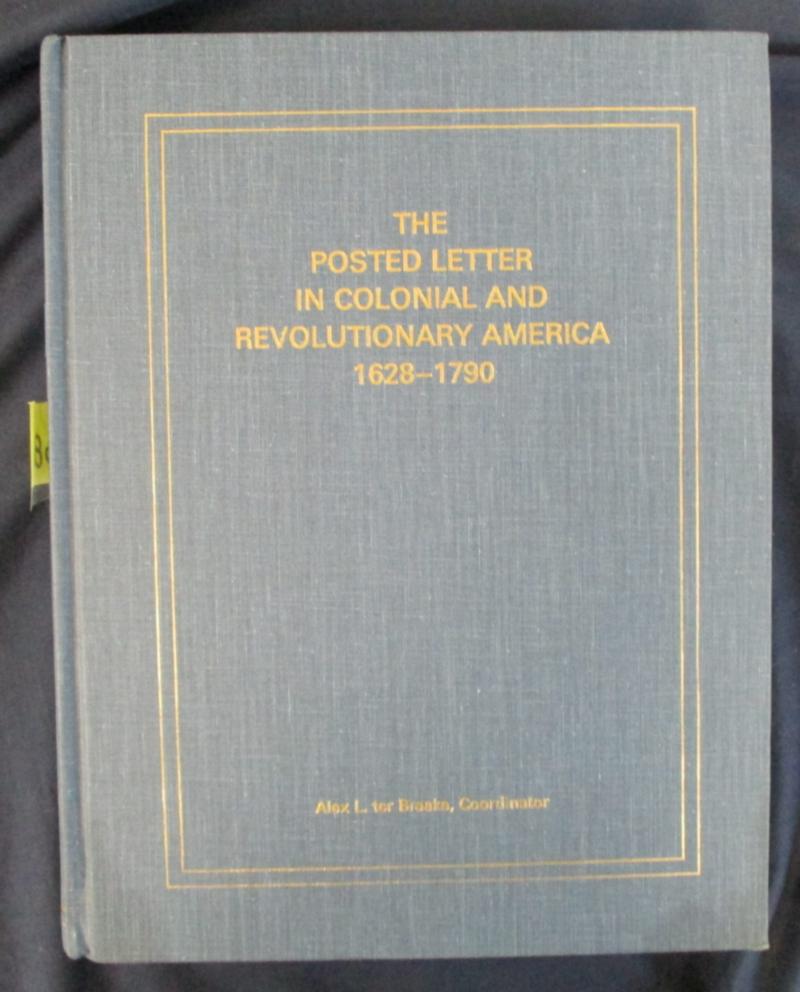 THE
POSTED LETTER
IN COLONIAL AND
REVOLUTIONARY AMERICA
1628–1790
Alex L. ter Braake, Coordinator